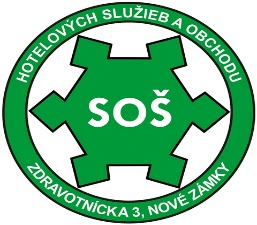 HOTELOVÝCH SLUŽIEB A OBCHODU
SOŠ
ZDRAVOTNÍCKA 3, NOVÉ ZÁMKY